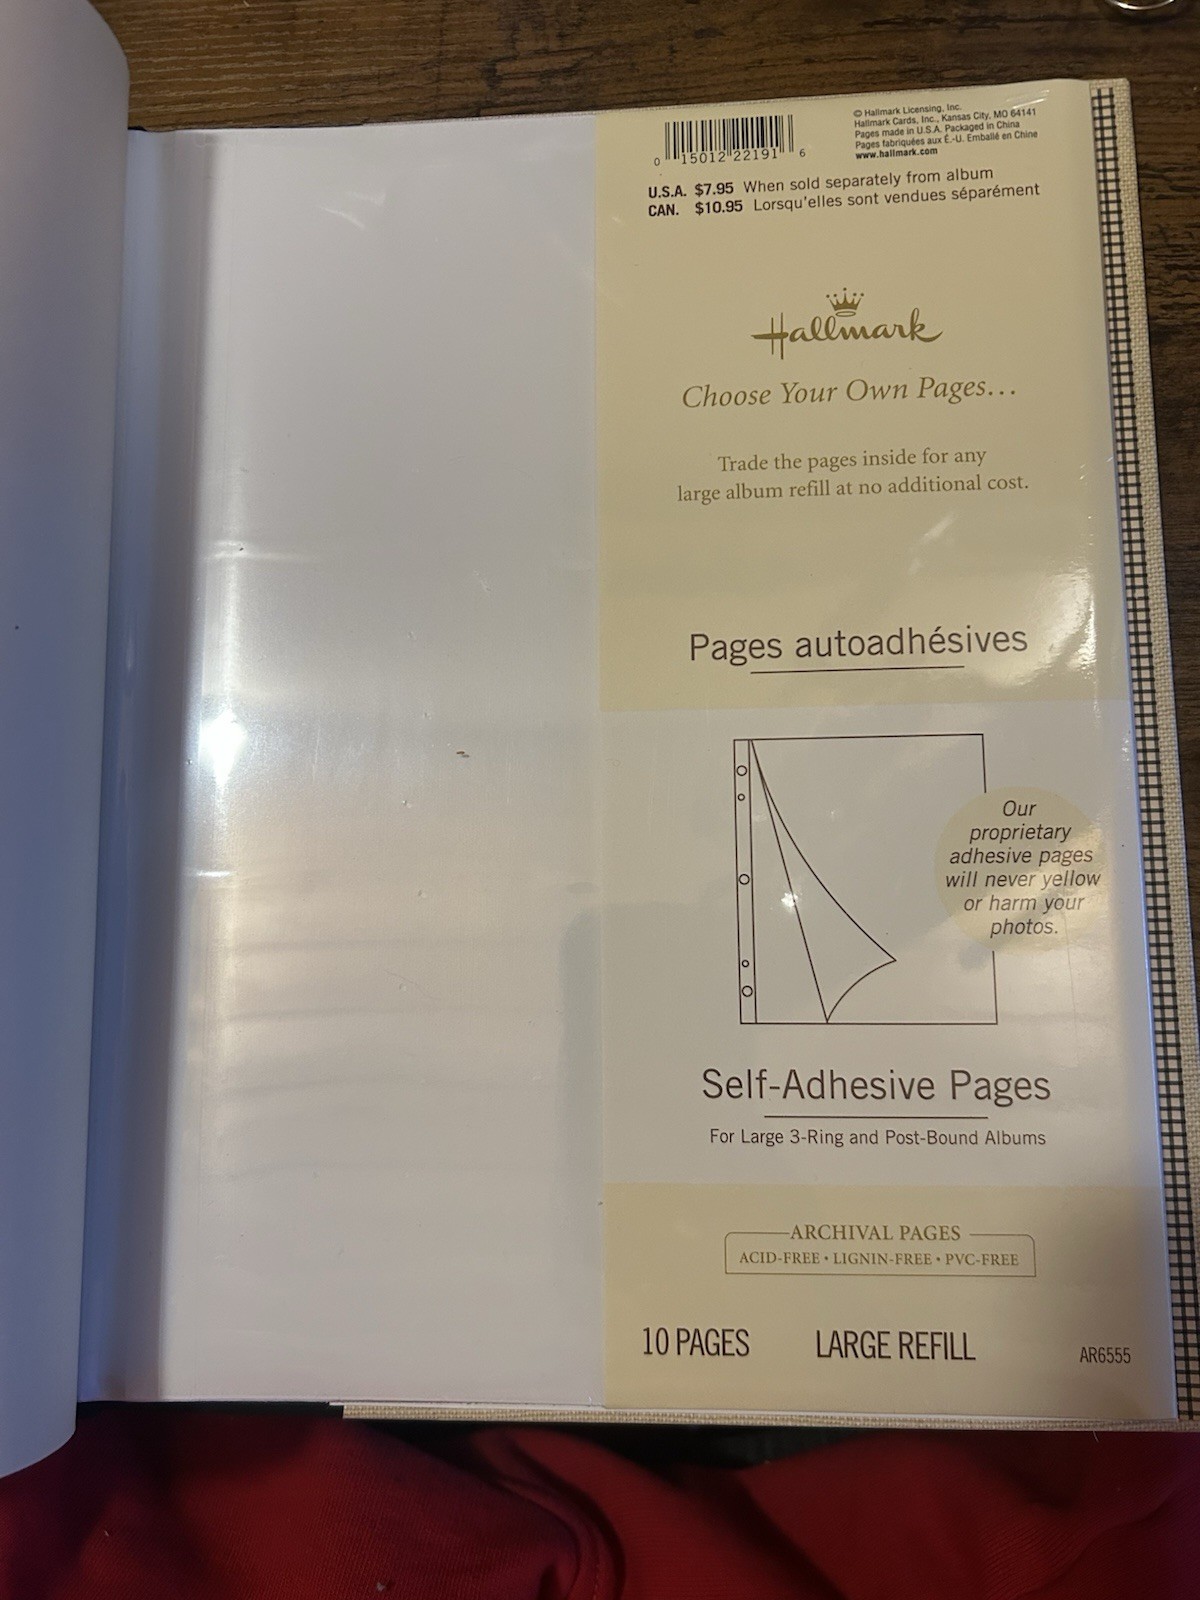 0 15012 22191 6
© Hallmark Licensing, Inc.
Hallmark Cards, Inc., Kansas City, MO 64141
Pages made in U.S.A. Packaged in China
Pages fabriquées aux É.-U. Emballé en Chine
www.hallmark.com
U.S.A. $7.95 When sold separately from album
CAN. $10.95 Lorsqu'elles sont vendues séparément
Hallmark
Choose Your Own Pages...
Trade the pages inside for any
large album refill at no additional cost.
Pages autoadhésives
Our
proprietary
adhesive pages
will never yellow
or harm your
photos.
Self-Adhesive Pages
For Large 3-Ring and Post-Bound Albums
ARCHIVAL PAGES
ACID-FREE • LIGNIN-FREE • PVC-FREE
10 PAGES LARGE REFILL AR6555